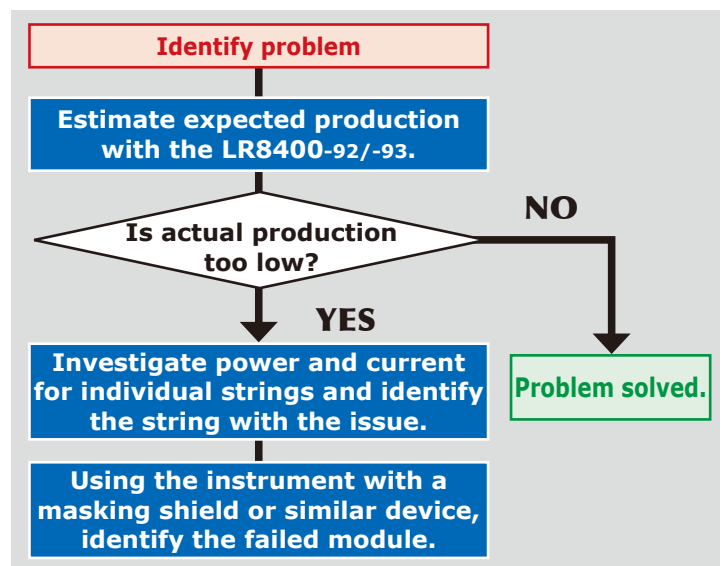 Identify problem
Estimate expected production
with the LR8400-92/-93.
Is actual production
too low?
NO
YES
Investigate power and current
for individual strings and identify
the string with the issue.
Problem solved.
Using the instrument with a
masking shield or similar device,
identify the failed module.